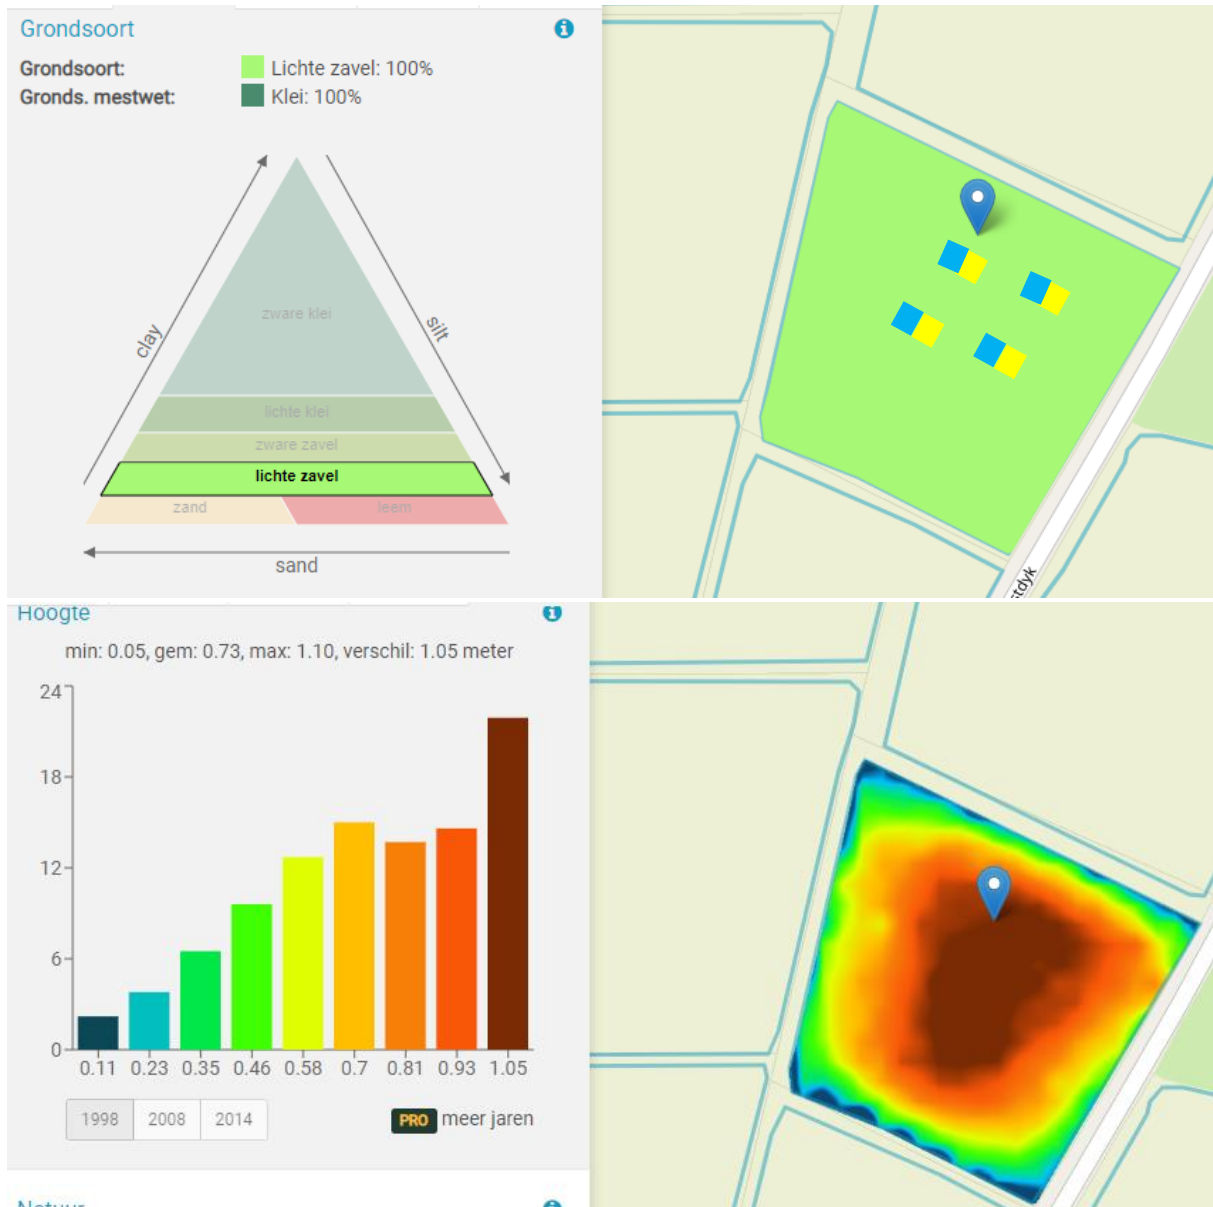 Grondsoort
Grondsoort: Lichte zavel: 100%
Gronds. mestwet: Klei: 100%
clay
silt
zware klei
lichte klei
zware zavel
lichte zavel
zand leem
sand
stdyk
Hoogte
min: 0.05, gem: 0.73, max: 1.10, verschil: 1.05 meter
24
18
12
6
0
0.11 0.23 0.35 0.46 0.58 0.7 0.81 0.93 1.05
1998 2008 2014 PRO meer jaren
Natuur